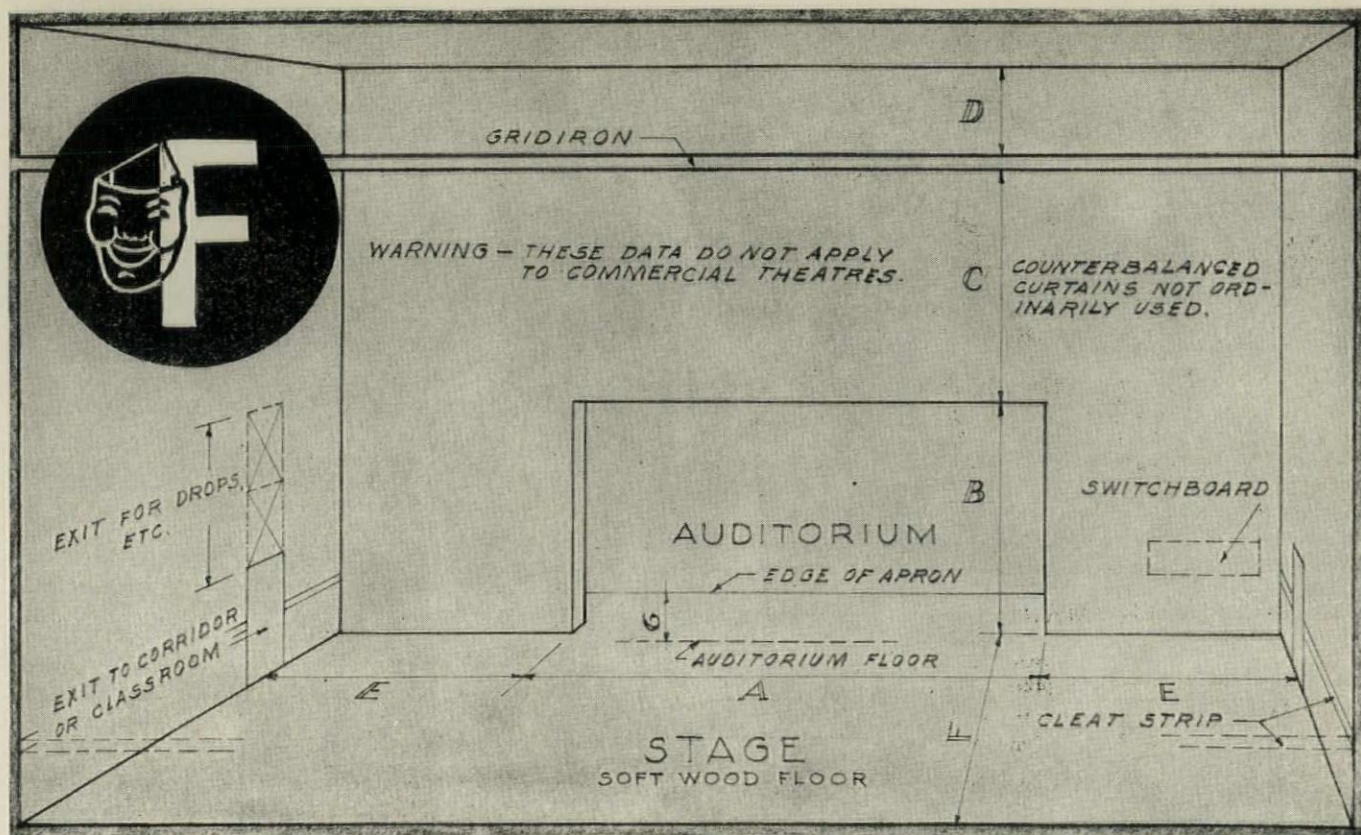 D
GRIDIRON
F
WARNING – THESE DATA DO NOT APPLY
TO COMMERCIAL THEATRES.
C
COUNTERBALANCED
CURTAINS NOT ORD-
INARILY USED.
EXIT FOR DROPS,
ETC.
B
SWITCHBOARD
AUDITORIUM
EDGE OF APRON
G
AUDITORIUM FLOOR
EXIT TO CORRIDOR
OR CLASSROOM
E
A
E
F
CLEAT STRIP
STAGE
SOFT WOOD FLOOR